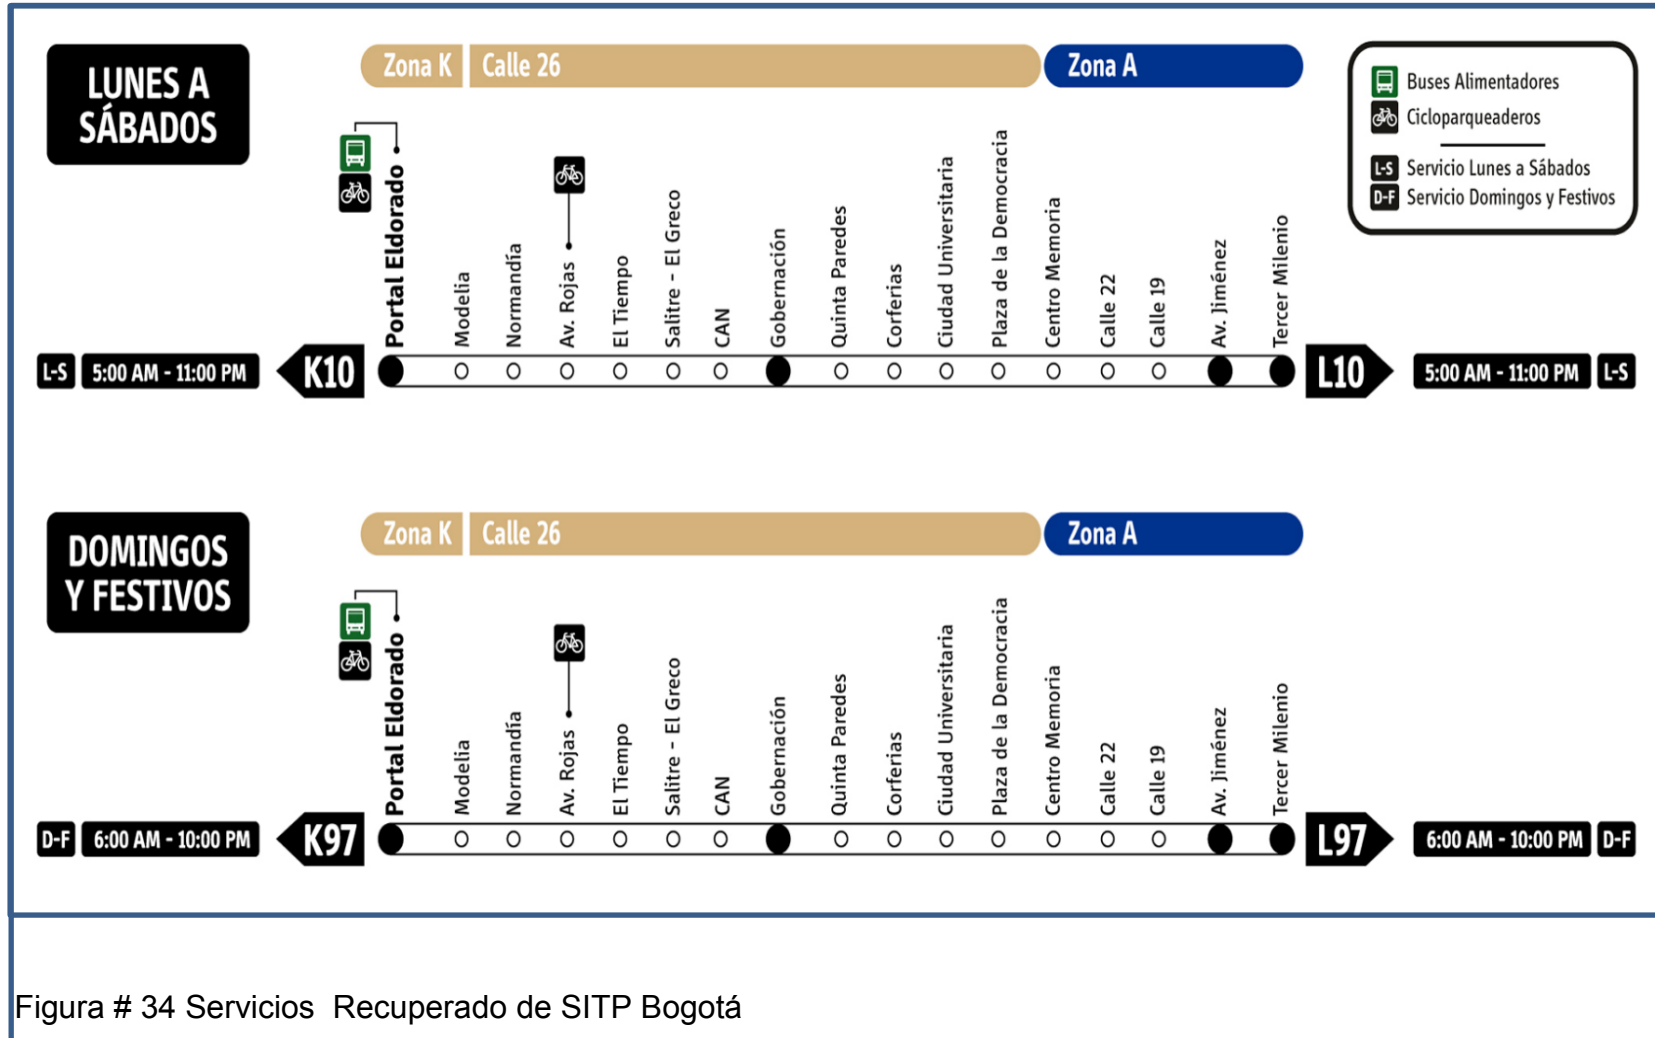 LUNES A
SÁBADOS
Zona K Calle 26 Zona A
Buses Alimentadores
Cicloparqueaderos
L-S Servicio Lunes a Sábados
D-F Servicio Domingos y Festivos
Portal Eldorado
Modelia
Normandía
Av. Rojas
El Tiempo
Salitre - El Greco
CAN
Gobernación
Quinta Paredes
Corferias
Ciudad Universitaria
Plaza de la Democracia
Centro Memoria
Calle 22
Calle 19
Av. Jiménez
Tercer Milenio
L-S 5:00 AM - 11:00 PM K10 L10 5:00 AM - 11:00 PM L-S
DOMINGOS
Y FESTIVOS
Zona K Calle 26 Zona A
Portal Eldorado
Modelia
Normandía
Av. Rojas
El Tiempo
Salitre - El Greco
CAN
Gobernación
Quinta Paredes
Corferias
Ciudad Universitaria
Plaza de la Democracia
Centro Memoria
Calle 22
Calle 19
Av. Jiménez
Tercer Milenio
D-F 6:00 AM - 10:00 PM K97 L97 6:00 AM - 10:00 PM D-F
Figura # 34 Servicios  Recuperado de SITP Bogotá